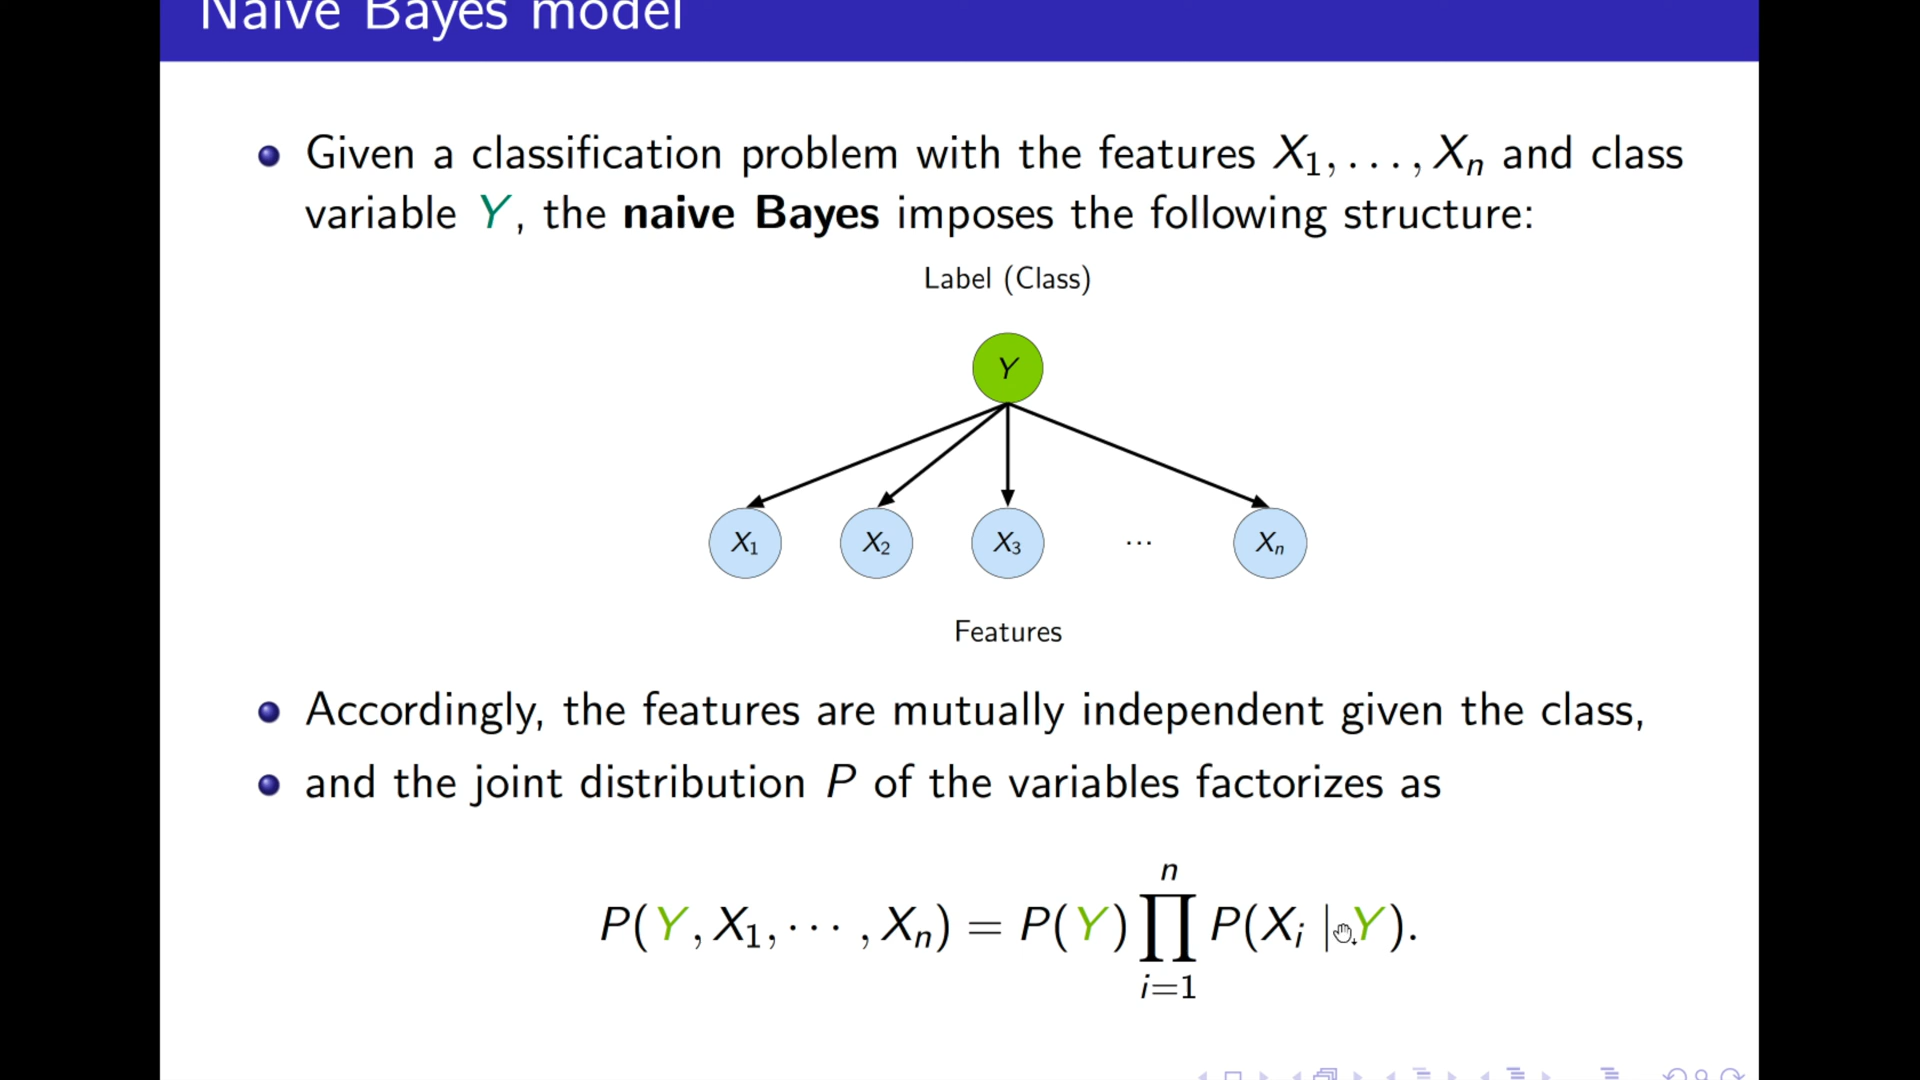 Naive Bayes model
Given a classification problem with the features X₁, . . . , Xₙ and class
variable Y, the naive Bayes imposes the following structure:
Label (Class)
Y
X₁ X₂ X₃ ... Xₙ
Features
Accordingly, the features are mutually independent given the class,
and the joint distribution P of the variables factorizes as
n
P(Y, X₁, · · · , Xₙ) = P(Y) ∏ P(Xᵢ | Y).
i=1